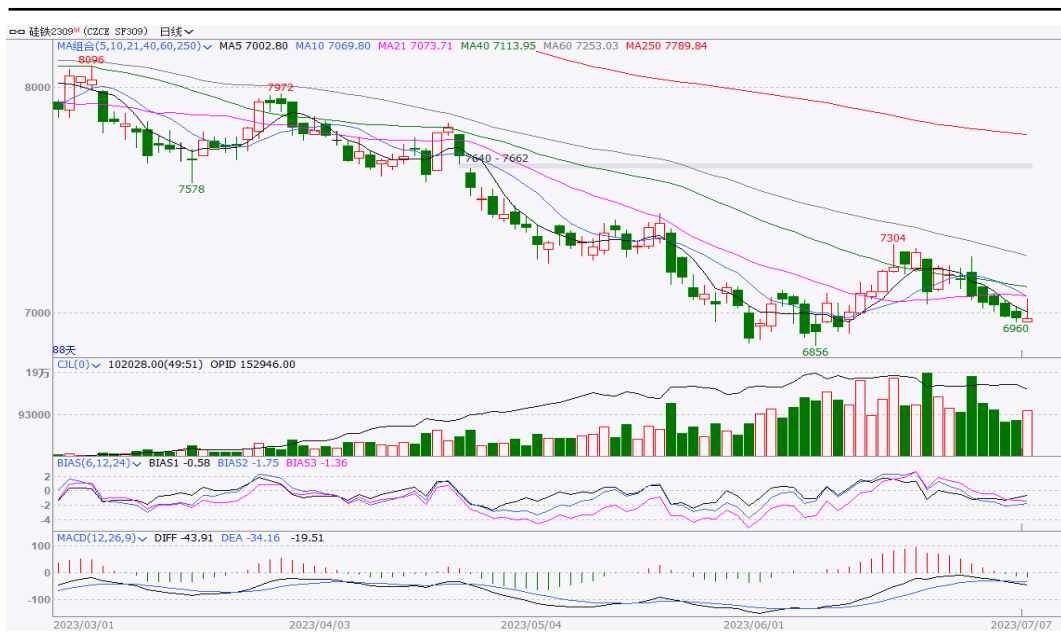 硅铁2309ᴹ (CZCE SF309) 日线
MA组合(5,10,21,40,60,250) MA5 7002.80 MA10 7069.80 MA21 7073.71 MA40 7113.95 MA60 7253.03 MA250 7789.84
8096
8000
7972
7640 - 7662
7578
7304
7000
6960
6856
88天
CJL(0) 102028.00(49:51) OPID 152946.00
19万
93000
BIAS(6,12,24) BIAS1 -0.58 BIAS2 -1.75 BIAS3 -1.36
2
0
-2
-4
MACD(12,26,9) DIFF -43.91 DEA -34.16 -19.51
100
0
-100
2023/03/01 2023/04/03 2023/05/04 2023/06/01 2023/07/07